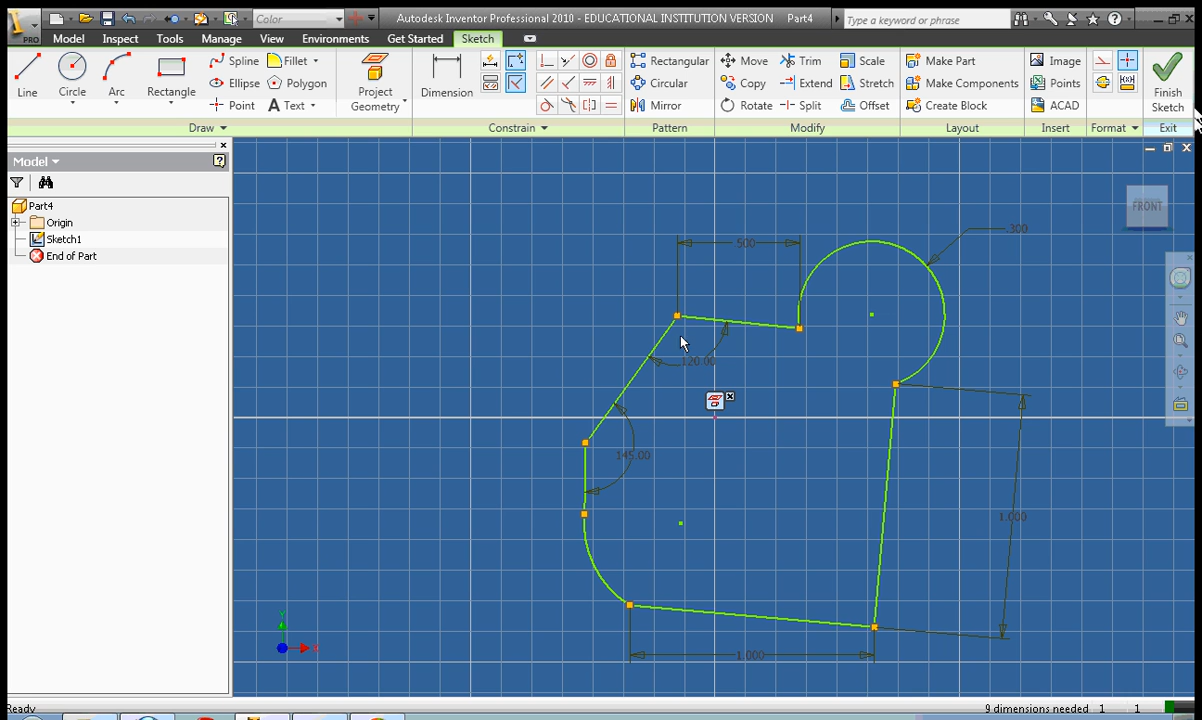 Color
Autodesk Inventor Professional 2010 - EDUCATIONAL INSTITUTION VERSION Part4
Type a keyword or phrase
PRO
Model Inspect Tools Manage View Environments Get Started Sketch
Line
Circle
Arc
Rectangle
Spline Fillet
Ellipse Polygon
Point Text
Project Geometry
Dimension
Rectangular
Circular
Mirror
Move Trim Scale
Copy Extend Stretch
Rotate Split Offset
Make Part
Make Components
Create Block
Image
Points
ACAD
Finish Sketch
Draw Constrain Pattern Modify Layout Insert Format Exit
Model
Part4
Origin
Sketch1
End of Part
FRONT
.500
.300
120.00
145.00
1.000
1.000
Y
X
Ready
9 dimensions needed 1 1